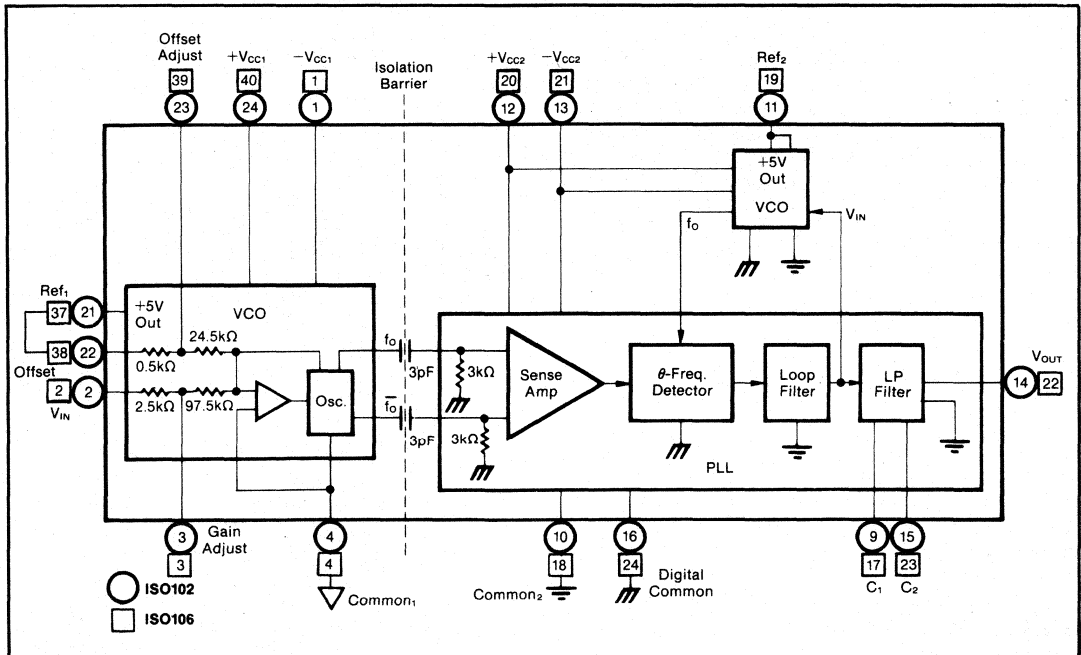 Offset
Adjust
39
23
+VCC1
40
24
−VCC1
1
1
Isolation
Barrier
+VCC2
20
12
−VCC2
21
13
Ref2
19
11
+5V
Out
VCO
fO
VIN
Ref1
37
21
+5V
Out
VCO
24.5kΩ
38
22
0.5kΩ
Offset
2
2
VIN
2.5kΩ
97.5kΩ
Osc.
fO
3pF
3kΩ
f̅O
3pF
3kΩ
Sense
Amp
θ-Freq.
Detector
Loop
Filter
LP
Filter
VOUT
14
22
PLL
3
3
Gain
Adjust
4
4
Common1
10
18
Common2
16
24
Digital
Common
9
17
C1
15
23
C2
ISO102
ISO106